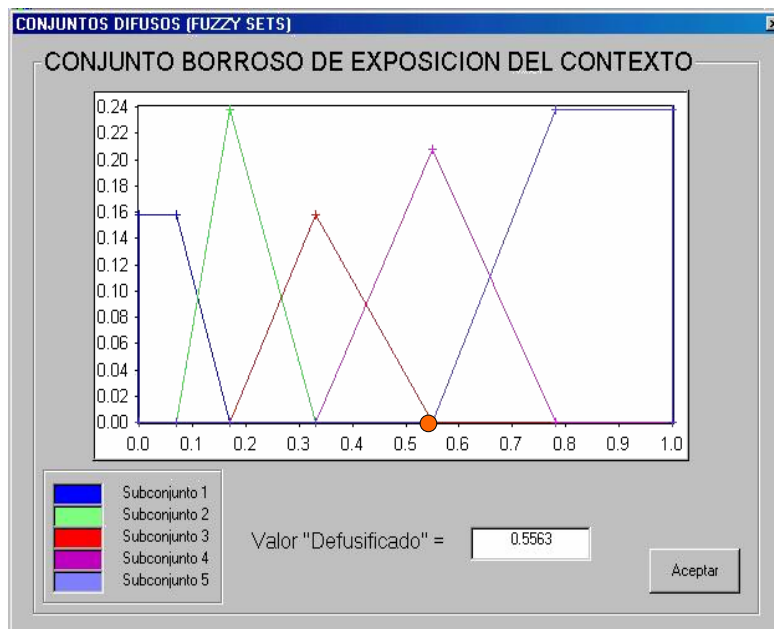 CONJUNTOS DIFUSOS (FUZZY SETS)
CONJUNTO BORROSO DE EXPOSICION DEL CONTEXTO
0.24
0.22
0.20
0.18
0.16
0.14
0.12
0.10
0.08
0.06
0.04
0.02
0.00
0.0 0.1 0.2 0.3 0.4 0.5 0.6 0.7 0.8 0.9 1.0
Subconjunto 1
Subconjunto 2
Subconjunto 3
Subconjunto 4
Subconjunto 5
Valor "Defusificado" = 0.5563
Aceptar